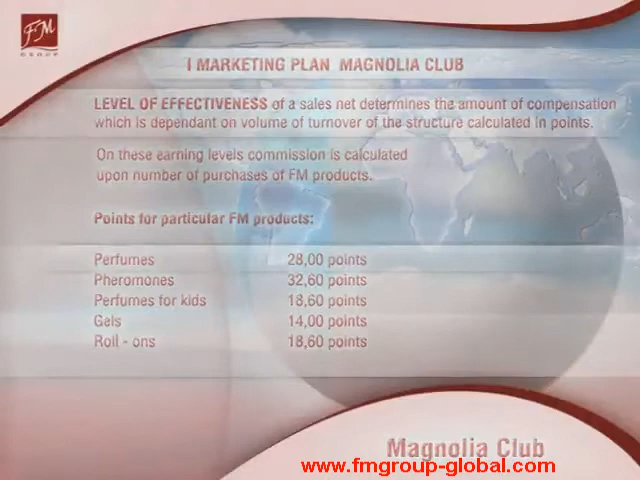 FM
GROUP
I MARKETING PLAN MAGNOLIA CLUB
LEVEL OF EFFECTIVENESS of a sales net determines the amount of compensation
which is dependant on volume of turnover of the structure calculated in points.
On these earning levels commission is calculated
upon number of purchases of FM products.
Points for particular FM products:
Perfumes 28,00 points
Pheromones 32,60 points
Perfumes for kids 18,60 points
Gels 14,00 points
Roll - ons 18,60 points
Magnolia Club
www.fmgroup-global.com